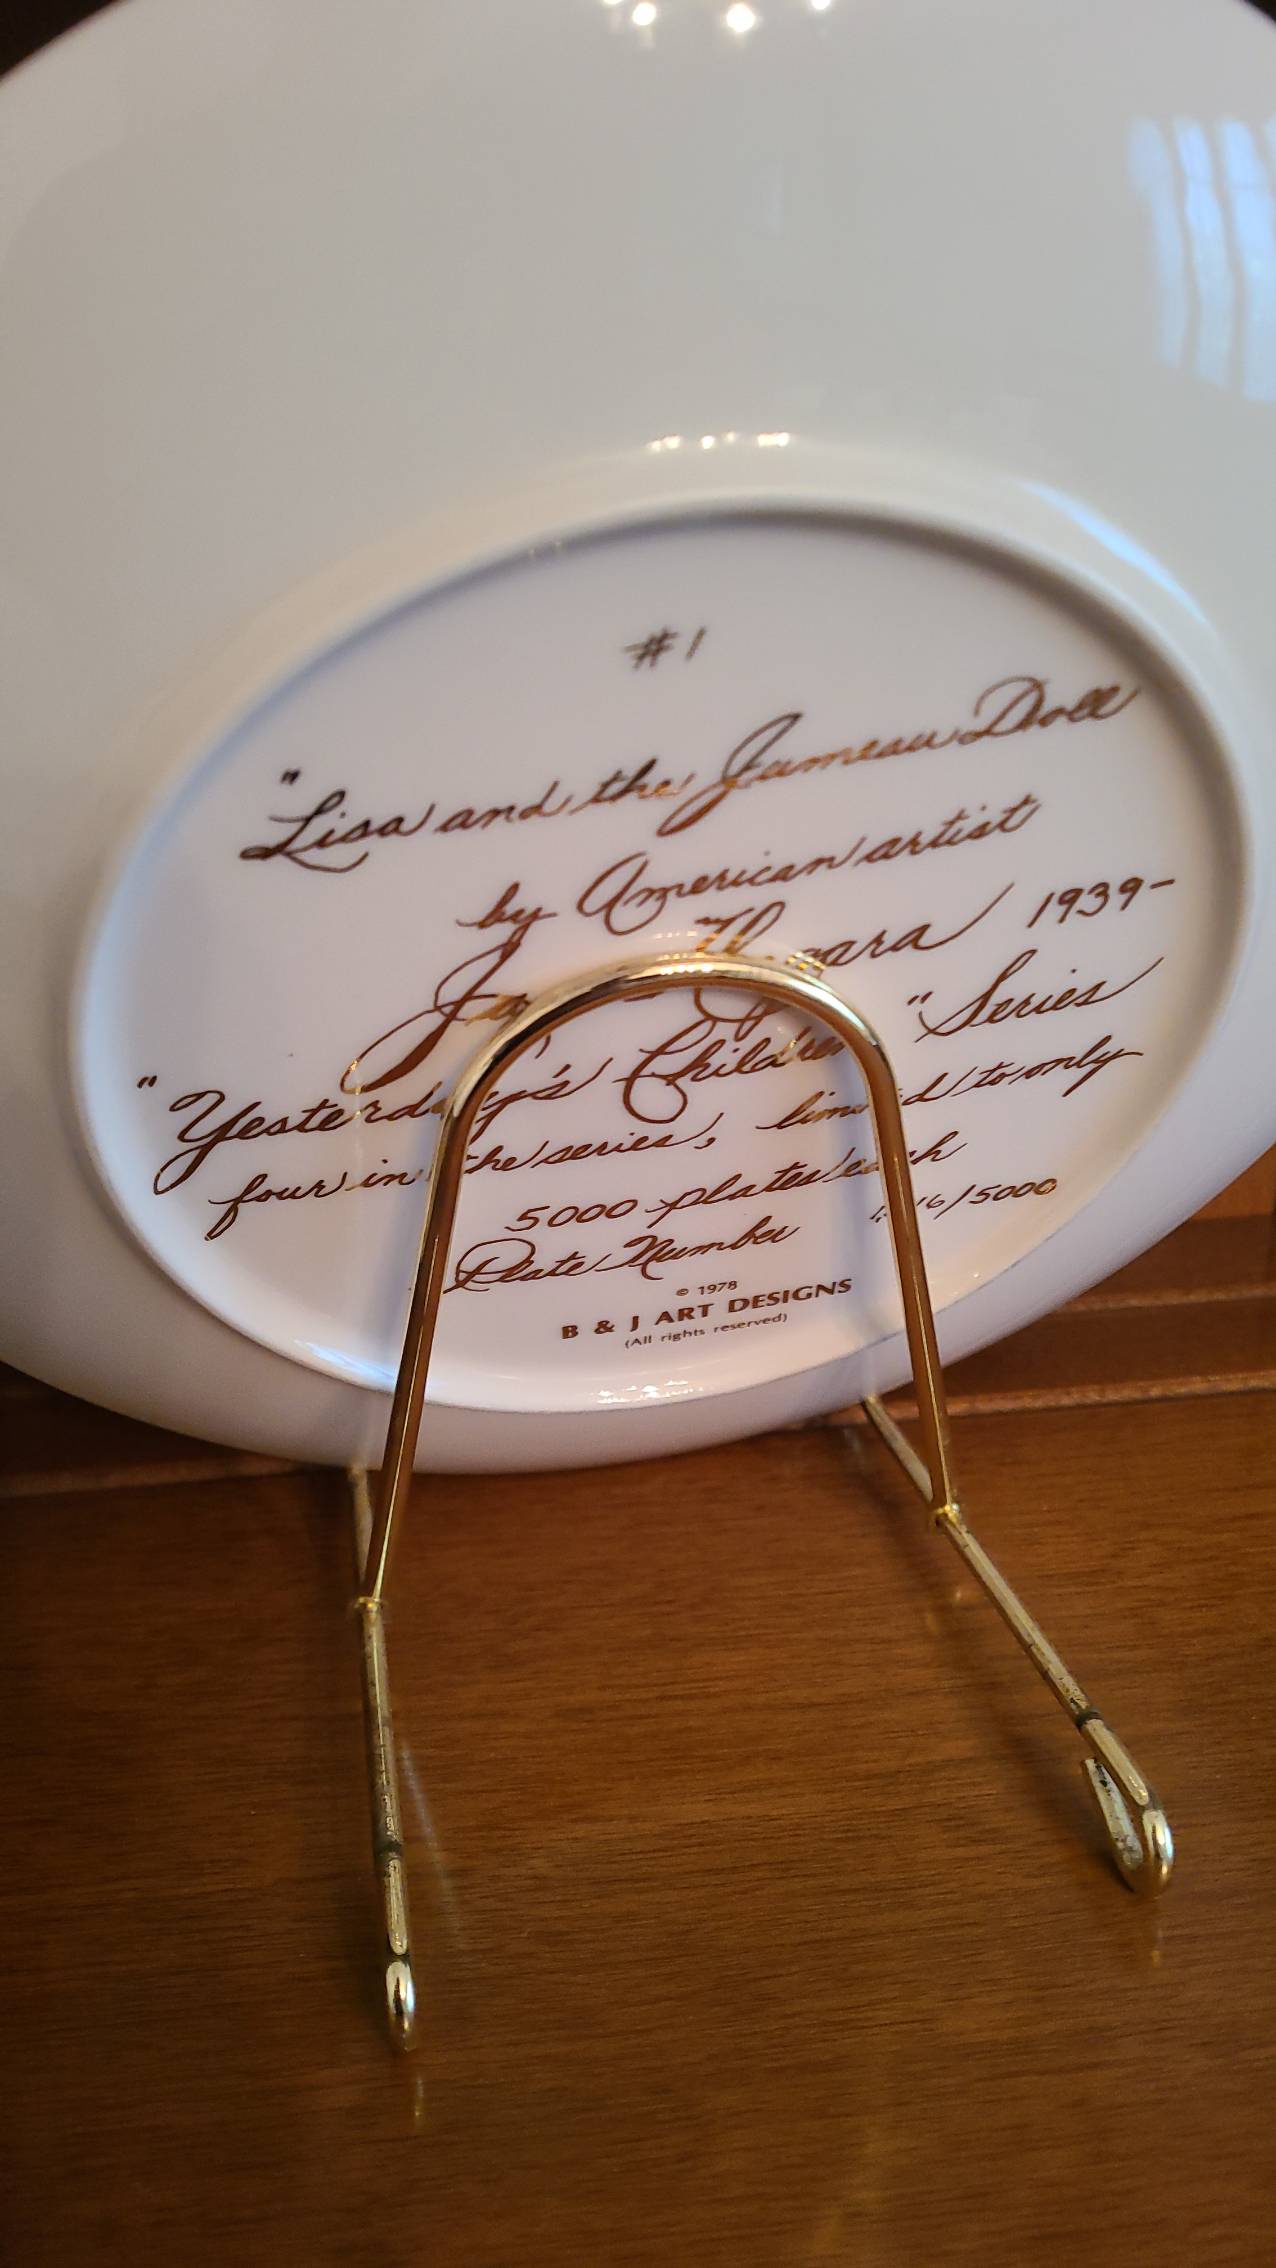 #1
"Lisa and the Jumeau Doll
by American artist
1939-
"Yesterday's Children" Series
four in the series, limited to only
5000 plates each
Plate Number /5000
© 1978
B & J ART DESIGNS
(All rights reserved)